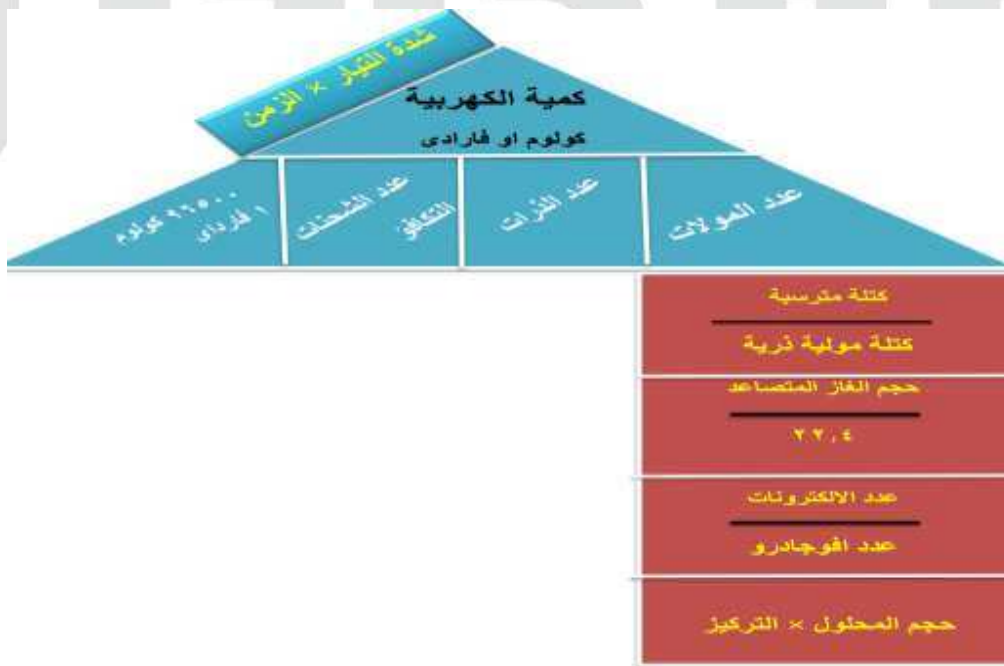 شدة التيار × الزمن
كمية الكهربية
كولوم او فارادى
عدد المولات
عدد الذرات
عدد الشحنات
التكافؤ
٩٦٥٠٠ كولوم
١ فارداى
كتلة مترسبة
كتلة مولية ذرية
حجم الغاز المتصاعد
٢٢,٤
عدد الالكترونات
عدد افوجادرو
حجم المحلول × التركيز